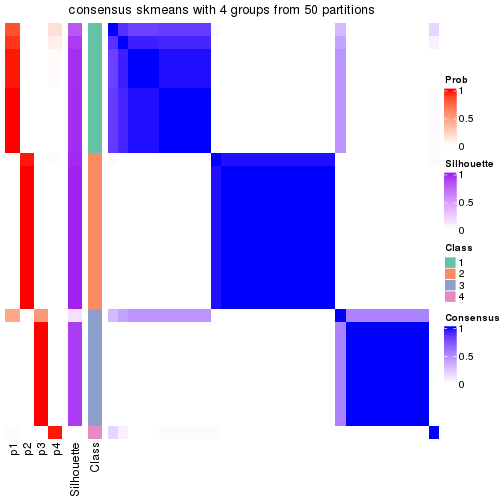 consensus skmeans with 4 groups from 50 partitions
Prob
1
0.5
0
Silhouette
1
0.5
0
Class
1
2
3
4
Consensus
1
0.5
0
p1
p2
p3
p4
Silhouette
Class